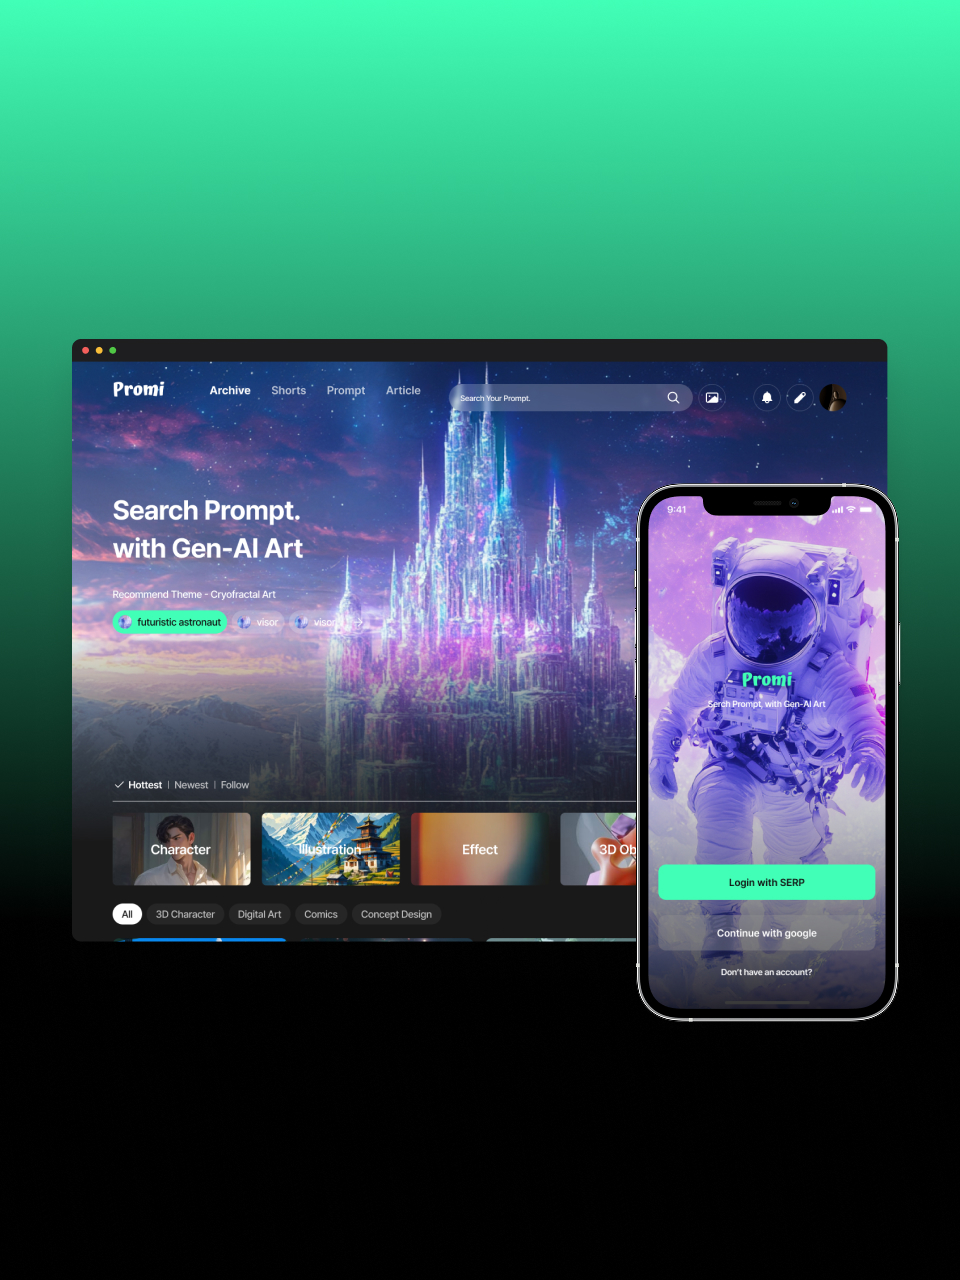 Promi
Archive Shorts Prompt Article
Search Your Prompt.
Search Prompt.
with Gen-AI Art
Recommend Theme - Cryofractal Art
futuristic astronaut visor visor
Hottest | Newest | Follow
Character Illustration Effect 3D Ob
All 3D Character Digital Art Comics Concept Design
9:41
Promi
Serch Prompt. with Gen-AI Art
Login with SERP
Continue with google
Don't have an account?